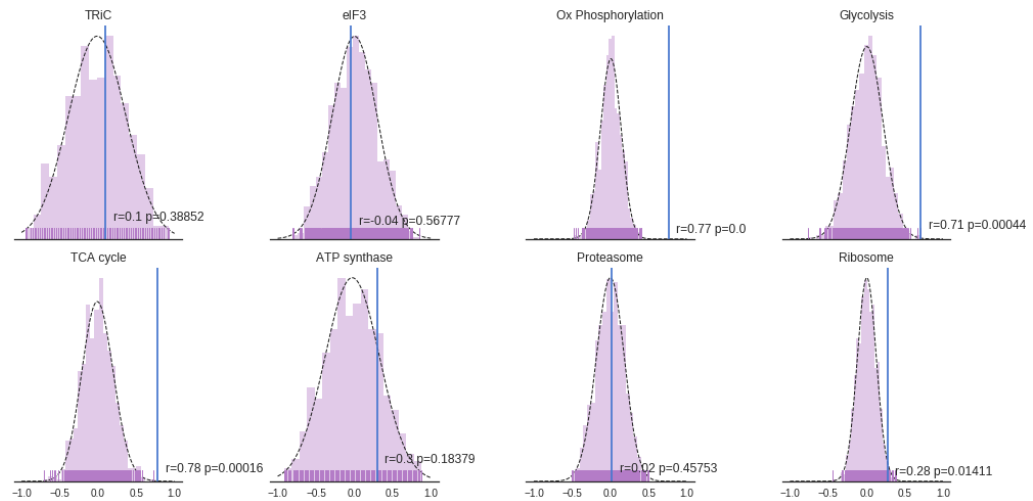 TRiC
eIF3
Ox Phosphorylation
Glycolysis
r=0.1 p=0.38852
r=-0.04 p=0.56777
r=0.77 p=0.0
r=0.71 p=0.00044
TCA cycle
ATP synthase
Proteasome
Ribosome
r=0.78 p=0.00016
r=0.3 p=0.18379
r=0.02 p=0.45753
r=0.28 p=0.01411
−1.0 −0.5 0.0 0.5 1.0
−1.0 −0.5 0.0 0.5 1.0
−1.0 −0.5 0.0 0.5 1.0
−1.0 −0.5 0.0 0.5 1.0